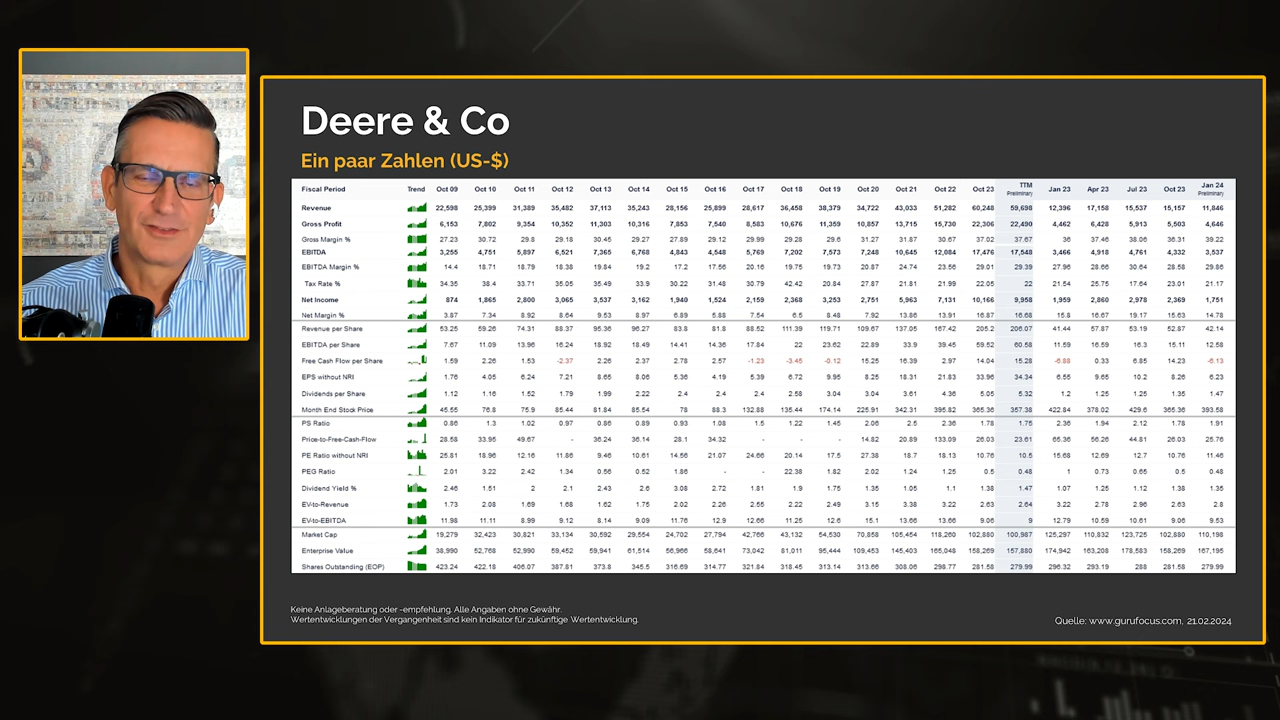 Deere & Co
Ein paar Zahlen (US-$)
Fiscal Period Trend Oct 09 Oct 10 Oct 11 Oct 12 Oct 13 Oct 14 Oct 15 Oct 16 Oct 17 Oct 18 Oct 19 Oct 20 Oct 21 Oct 22 Oct 23 TTM Preliminary Jan 23 Apr 23 Jul 23 Oct 23 Jan 24 Preliminary
Revenue 22,598 25,399 31,389 35,482 37,113 35,243 28,156 25,899 28,617 36,458 38,379 34,722 43,033 51,282 60,248 59,698 12,396 17,158 15,537 15,157 11,846
Gross Profit 6,153 7,802 9,354 10,352 11,303 10,316 7,853 7,540 8,583 10,676 11,359 10,857 13,715 15,730 22,306 22,490 4,462 6,428 5,913 5,503 4,646
Gross Margin % 27.23 30.72 29.8 29.18 30.45 29.27 27.89 29.12 29.99 29.28 29.6 31.27 31.87 30.67 37.02 37.67 36 37.46 38.06 36.31 39.22
EBITDA 3,255 4,751 5,897 6,521 7,365 6,768 4,843 4,548 5,769 7,202 7,573 7,248 10,645 12,084 17,476 17,548 3,466 4,918 4,761 4,332 3,537
EBITDA Margin % 14.4 18.71 18.79 18.38 19.84 19.2 17.2 17.56 20.16 19.75 19.73 20.87 24.74 23.56 29.01 29.39 27.96 28.66 30.64 28.58 29.86
Tax Rate % 34.35 38.4 33.71 35.05 35.49 33.9 30.22 31.48 30.79 42.42 20.84 27.87 21.81 21.99 22.05 22 21.54 25.75 17.64 23.01 21.17
Net Income 874 1,865 2,800 3,065 3,537 3,162 1,940 1,524 2,159 2,368 3,253 2,751 5,963 7,131 10,166 9,958 1,959 2,860 2,978 2,369 1,751
Net Margin % 3.87 7.34 8.92 8.64 9.53 8.97 6.89 5.88 7.54 6.5 8.48 7.92 13.86 13.91 16.87 16.68 15.8 16.67 19.17 15.63 14.78
Revenue per Share 53.25 59.26 74.31 88.37 95.36 96.27 83.8 81.8 88.52 111.39 119.71 109.67 137.05 167.42 205.2 206.07 41.44 57.87 53.19 52.87 42.14
EBITDA per Share 7.67 11.09 13.96 16.24 18.92 18.49 14.41 14.36 17.84 22 23.62 22.89 33.9 39.45 59.52 60.58 11.59 16.59 16.3 15.11 12.58
Free Cash Flow per Share 1.59 2.26 1.53 -2.37 2.26 2.37 2.78 2.57 -1.23 -3.45 -0.12 16.25 16.39 2.97 14.04 15.28 -6.88 0.33 6.85 14.23 -6.13
EPS without NRI 1.76 4.05 6.24 7.21 8.65 8.06 5.36 4.19 5.39 6.72 9.95 8.25 18.31 21.83 33.96 34.34 6.55 9.65 10.2 8.26 6.23
Dividends per Share 1.12 1.16 1.52 1.79 1.99 2.22 2.4 2.4 2.4 2.58 3.04 3.04 3.61 4.36 5.05 5.32 1.2 1.25 1.25 1.35 1.47
Month End Stock Price 45.55 76.8 75.9 85.44 81.84 85.54 78 88.3 132.88 135.44 174.14 225.91 342.31 395.82 365.36 357.38 422.84 378.02 429.6 365.36 393.58
PS Ratio 0.86 1.3 1.02 0.97 0.86 0.89 0.93 1.08 1.5 1.22 1.45 2.06 2.5 2.36 1.78 1.75 2.36 1.94 2.12 1.78 1.91
Price-to-Free-Cash-Flow 28.58 33.95 49.67 - 36.24 36.14 28.1 34.32 - - - 14.82 20.89 133.09 26.03 23.61 65.36 56.26 44.81 26.03 25.76
PE Ratio without NRI 25.81 18.96 12.16 11.86 9.46 10.61 14.56 21.07 24.66 20.14 17.5 27.38 18.7 18.13 10.76 10.5 15.68 12.69 12.7 10.76 11.46
PEG Ratio 2.01 3.22 2.42 1.34 0.56 0.52 1.86 - - 22.38 1.82 2.02 1.24 1.25 0.5 0.48 1 0.73 0.65 0.5 0.48
Dividend Yield % 2.46 1.51 2 2.1 2.43 2.6 3.08 2.72 1.81 1.9 1.75 1.35 1.05 1.1 1.38 1.47 1.07 1.25 1.12 1.38 1.35
EV-to-Revenue 1.73 2.08 1.69 1.68 1.62 1.75 2.02 2.26 2.55 2.22 2.49 3.15 3.38 3.22 2.63 2.64 3.22 2.78 2.96 2.63 2.8
EV-to-EBITDA 11.98 11.11 8.99 9.12 8.14 9.09 11.76 12.9 12.66 11.25 12.6 15.1 13.66 13.66 9.06 9 12.79 10.59 10.61 9.06 9.53
Market Cap 19,279 32,423 30,821 33,134 30,592 29,554 24,702 27,794 42,766 43,132 54,530 70,858 105,454 118,260 102,880 100,987 125,297 110,832 123,725 102,880 110,198
Enterprise Value 38,990 52,768 52,990 59,452 59,941 61,514 56,966 58,641 73,042 81,011 95,444 109,453 145,403 165,048 158,269 157,880 174,942 163,208 178,583 158,269 167,195
Shares Outstanding (EOP) 423.24 422.18 406.07 387.81 373.8 345.5 316.69 314.77 321.84 318.45 313.14 313.66 308.06 298.77 281.58 279.99 296.32 293.19 288 281.58 279.99
Keine Anlageberatung oder -empfehlung. Alle Angaben ohne Gewähr.
Wertentwicklungen der Vergangenheit sind kein Indikator für zukünftige Wertentwicklung.
Quelle: www.gurufocus.com, 21.02.2024